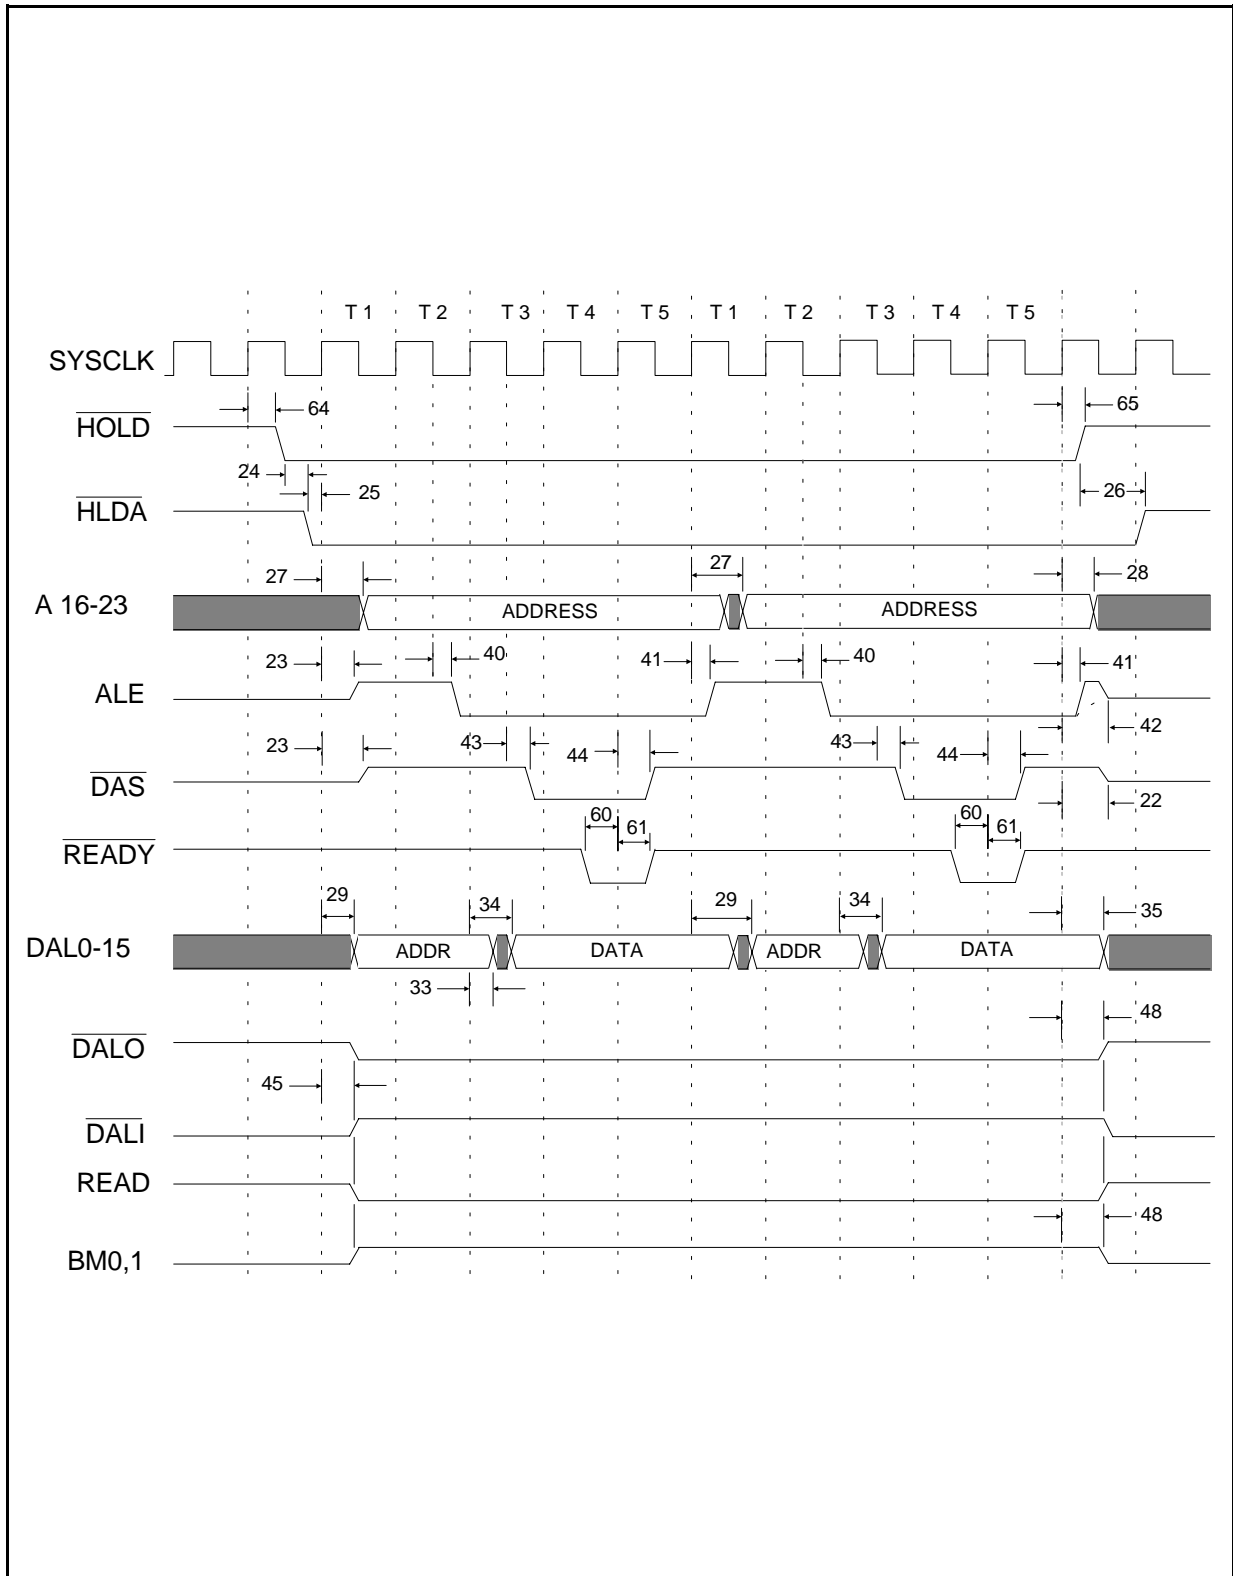 T 1 T 2 T 3 T 4 T 5 T 1 T 2 T 3 T 4 T 5
SYSCLK
64 65
HOLD
24 25 26
HLDA
27 27 28
A 16-23 ADDRESS ADDRESS
23 40 41 40 41
ALE
42
23 43 44 43 44
DAS
22
60 61 60 61
READY
29 34 29 34 35
DAL0-15 ADDR DATA ADDR DATA
33
48
DALO
45
DALI
READ
48
BM0,1